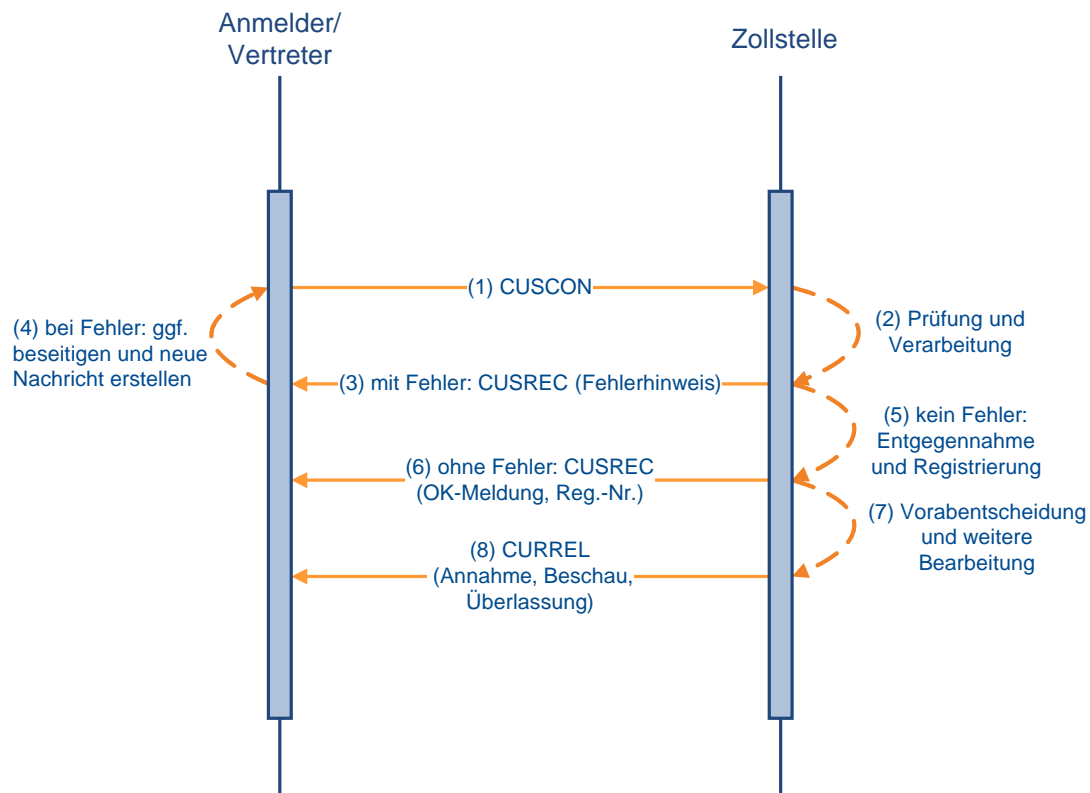 Anmelder/
Vertreter
Zollstelle
(1) CUSCON
(2) Prüfung und
Verarbeitung
(3) mit Fehler: CUSREC (Fehlerhinweis)
(4) bei Fehler: ggf.
beseitigen und neue
Nachricht erstellen
(5) kein Fehler:
Entgegennahme
und Registrierung
(6) ohne Fehler: CUSREC
(OK-Meldung, Reg.-Nr.)
(7) Vorabentscheidung
und weitere
Bearbeitung
(8) CURREL
(Annahme, Beschau,
Überlassung)